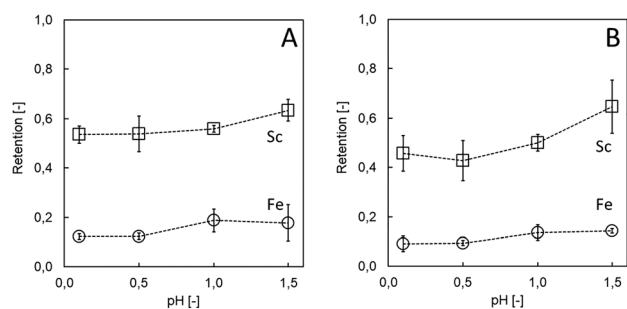 A
1,0
0,8
0,6
0,4
0,2
0,0
Retention [-]
Sc
Fe
0,0 0,5 1,0 1,5
pH [-]
B
1,0
0,8
0,6
0,4
0,2
0,0
Retention [-]
Sc
Fe
0,0 0,5 1,0 1,5
pH [-]